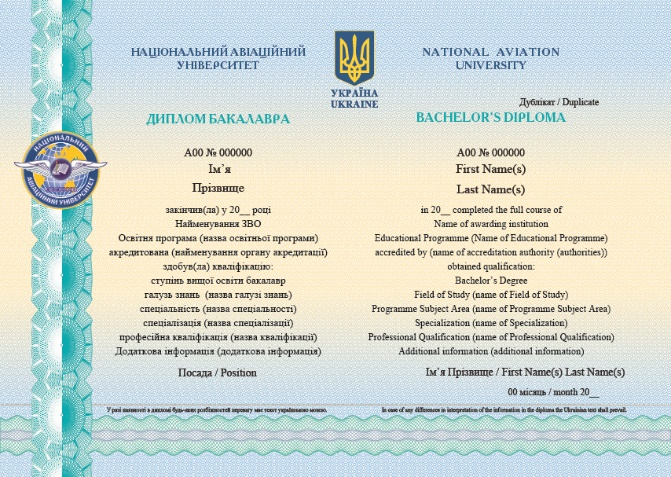 НАЦІОНАЛЬНИЙ АВІАЦІЙНИЙ
УНІВЕРСИТЕТ
УКРАЇНА
UKRAINE
NATIONAL AVIATION
UNIVERSITY
Дублікат / Duplicate
ДИПЛОМ БАКАЛАВРА
BACHELOR'S DIPLOMA
НАЦІОНАЛЬНИЙ
АВІАЦІЙНИЙ УНІВЕРСИТЕТ
А00 № 000000
Ім'я
Прізвище
закінчив(ла) у 20__ році
Найменування ЗВО
Освітня програма (назва освітньої програми)
акредитована (найменування органу акредитації)
здобув(ла) кваліфікацію:
ступінь вищої освіти бакалавр
галузь знань (назва галузі знань)
спеціальність (назва спеціальності)
спеціалізація (назва спеціалізації)
професійна кваліфікація (назва кваліфікації)
Додаткова інформація (додаткова інформація)
Посада / Position
А00 № 000000
First Name(s)
Last Name(s)
in 20__ completed the full course of
Name of awarding institution
Educational Programme (Name of Educational Programme)
accredited by (name of accreditation authority (authorities))
obtained qualification:
Bachelor's Degree
Field of Study (name of Field of Study)
Programme Subject Area (name of Programme Subject Area)
Specialization (name of Specialization)
Professional Qualification (name of Professional Qualification)
Additional information (additional information)
Ім'я Прізвище / First Name(s) Last Name(s)
00 місяць / month 20__
У разі наявності в дипломі будь-яких розбіжностей перевагу має текст українською мовою.
In case of any differences in interpretation of the information in the diploma the Ukrainian text shall prevail.